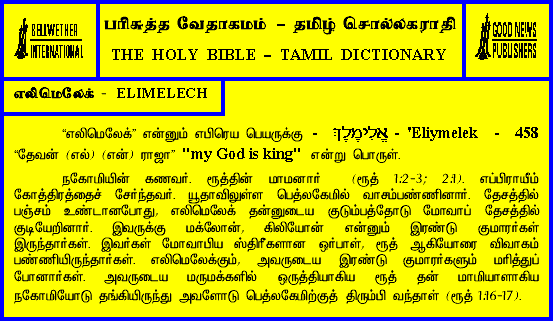 BELLWETHER
INTERNATIONAL
பரிசுத்த வேதாகமம் – தமிழ் சொல்லகராதி
THE HOLY BIBLE – TAMIL DICTIONARY
GOOD NEWS
PUBLISHERS
எலிமெலேக் - ELIMELECH
“எலிமெலேக்” என்னும் எபிரெய பெயருக்கு - אֱלִימֶלֶךְ - 'Eliymelek - 458
“தேவன் (எல்) (என்) ராஜா” "my God is king" என்று பொருள்.
நகோமியின் கணவர். ரூத்தின் மாமனார் (ரூத் 1:2-3; 2:1). எப்பிராயீம்
கோத்திரத்தைச் சேர்ந்தவர். யூதாவிலுள்ள பெத்லகேமில் வாசம்பண்ணினார். தேசத்தில்
பஞ்சம் உண்டானபோது, எலிமெலேக் தன்னுடைய குடும்பத்தோடு மோவாப் தேசத்தில்
குடியேறினார். இவருக்கு மக்லோன், கிலியோன் என்னும் இரண்டு குமாரர்கள்
இருந்தார்கள். இவர்கள் மோவாபிய ஸ்திரீகளான ஒர்பாள், ரூத் ஆகியோரை விவாகம்
பண்ணியிருந்தார்கள். எலிமெலேக்கும், அவருடைய இரண்டு குமாரர்களும் மரித்துப்
போனார்கள். அவருடைய மருமக்களில் ஒருத்தியாகிய ரூத் தன் மாமியாளாகிய
நகோமியோடு தங்கியிருந்து அவளோடு பெத்லகேமிற்குத் திரும்பி வந்தாள் (ரூத் 1:16-17).